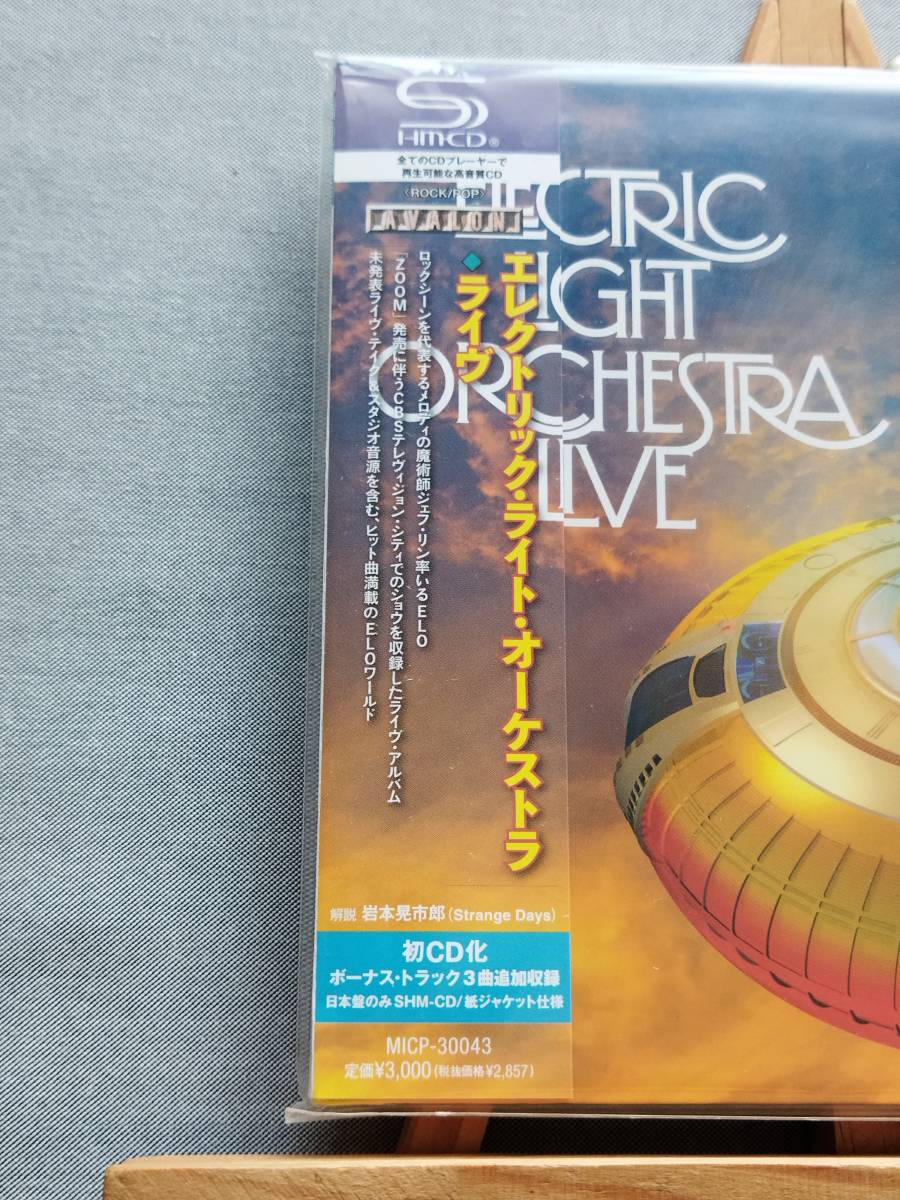 SHM-CD®
全てのCDプレーヤーで
再生可能な高音質CD
〈ROCK/POP〉
AVALON
エレクトリック・ライト・オーケストラ
◆ライヴ
ロックシーンを代表するメロディの魔術師ジェフ・リン率いるELO
「ZOOM」発売に伴うCBSテレヴィジョン・シティでのショウを収録したライヴ・アルバム
未発表ライヴ・テイク&スタジオ音源を含む、ヒット曲満載のELOワールド
解説 岩本晃市郎(Strange Days)
初CD化
ボーナス・トラック3曲追加収録
日本盤のみSHM-CD/紙ジャケット仕様
MICP-30043
定価¥3,000(税抜価格¥2,857)
ELECTRIC
LIGHT
ORCHESTRA
LIVE